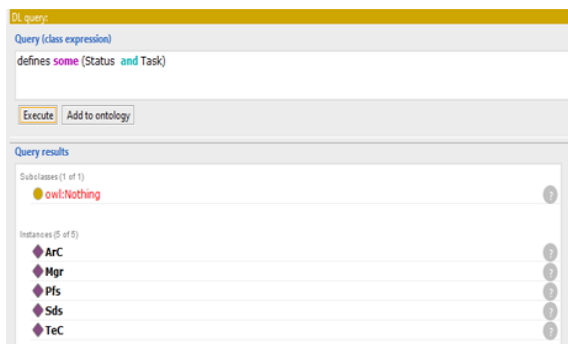 DL query:
Query (class expression)
defines some (Status and Task)
Execute Add to ontology
Query results
Subclasses (1 of 1)
owl:Nothing ?
Instances (5 of 5)
ArC ?
Mgr ?
Pfs ?
Sds ?
TeC ?